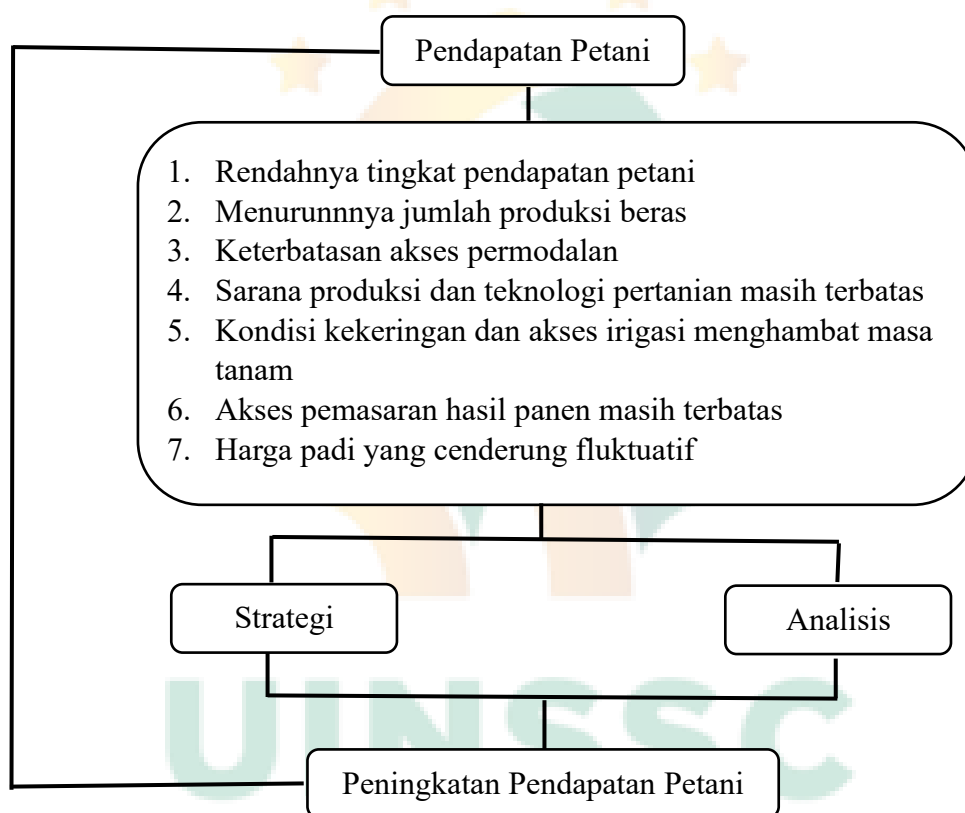 Pendapatan Petani
1. Rendahnya tingkat pendapatan petani
2. Menurunnnya jumlah produksi beras
3. Keterbatasan akses permodalan
4. Sarana produksi dan teknologi pertanian masih terbatas
5. Kondisi kekeringan dan akses irigasi menghambat masa
tanam
6. Akses pemasaran hasil panen masih terbatas
7. Harga padi yang cenderung fluktuatif
Strategi
Analisis
UINSSC
Peningkatan Pendapatan Petani